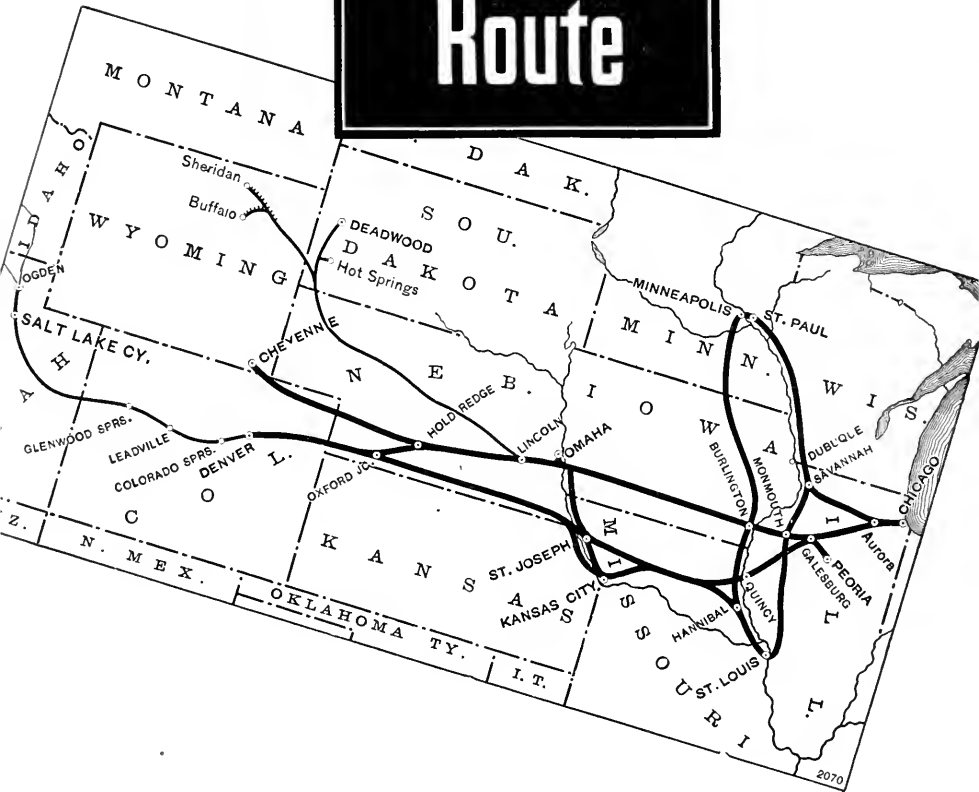 Route
MONTANA
DAK.
IDAHO
Sheridan
Buffalo
WYOMING
DEADWOOD
Hot Springs
SOU.
DAKOTA
OGDEN
SALT LAKE CY.
MINNEAPOLIS
ST. PAUL
MINN.
WIS.
CHEYENNE
NEB.
IOWA
AH
GLENWOOD SPRS.
LEADVILLE
COLORADO SPRS.
DENVER
COL.
HOLDREDGE
OXFORD JC.
LINCOLN
OMAHA
BURLINGTON
MONMOUTH
DUBUQUE
SAVANNAH
CHICAGO
Aurora
ILL.
GALESBURG
PEORIA
QUINCY
HANNIBAL
ST. LOUIS
ST. JOSEPH
KANSAS CITY
KANSAS
MISSOURI
Z.
N. MEX.
OKLAHOMA TY.
I.T.
2070